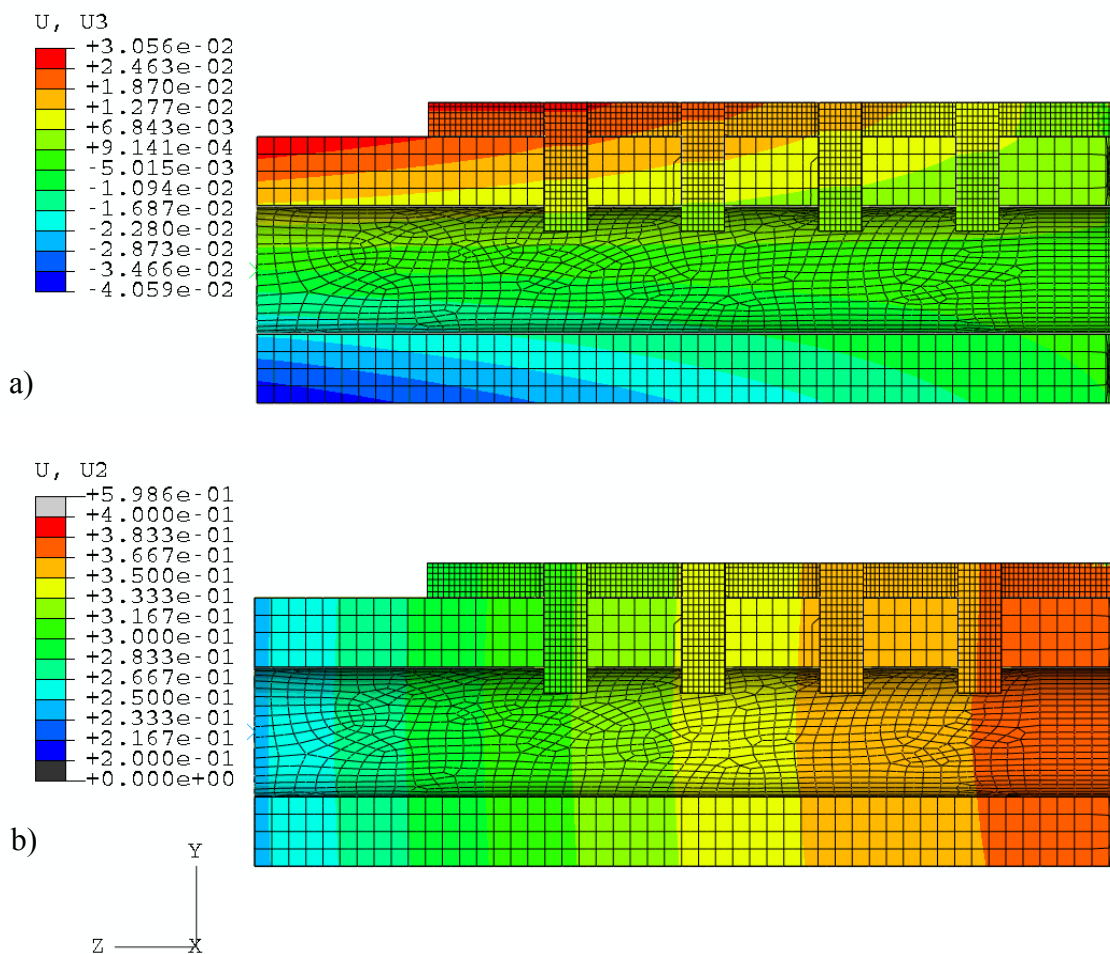 U, U3
+3.056e-02
+2.463e-02
+1.870e-02
+1.277e-02
+6.843e-03
+9.141e-04
-5.015e-03
-1.094e-02
-1.687e-02
-2.280e-02
-2.873e-02
-3.466e-02
-4.059e-02
a)
U, U2
+5.986e-01
+4.000e-01
+3.833e-01
+3.667e-01
+3.500e-01
+3.333e-01
+3.167e-01
+3.000e-01
+2.833e-01
+2.667e-01
+2.500e-01
+2.333e-01
+2.167e-01
+2.000e-01
+0.000e+00
b)
Y
Z
X